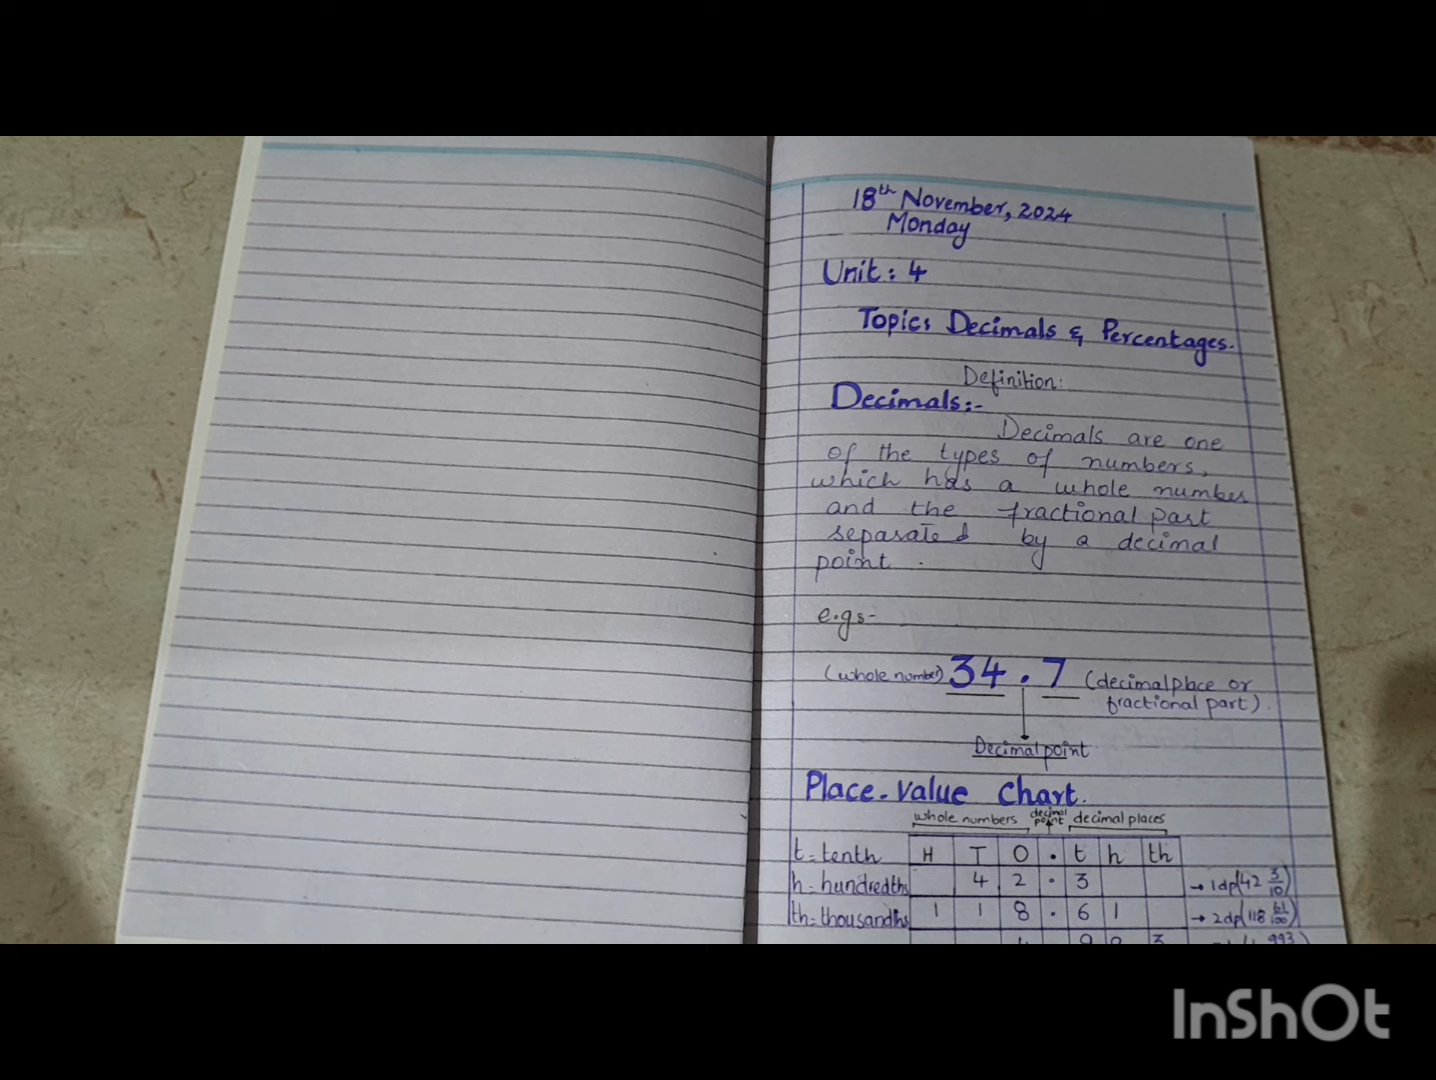 18th November, 2024
Monday
Unit: 4
Topic: Decimals & Percentages.
Definition:
Decimals:-
Decimals are one
of the types of numbers,
which has a whole number
and the fractional part
separated by a decimal
point.
e.g:-
(whole number) 34.7 (decimal place or
fractional part).
Decimal point
Place-Value Chart.
whole numbers decimal point decimal places
t=tenth H T O . t h th
h=hundredths 4 2 . 3 → 1dp(42 3/10)
th=thousandths 1 1 8 . 6 1 → 2dp(118 61/100)
993
InShOt